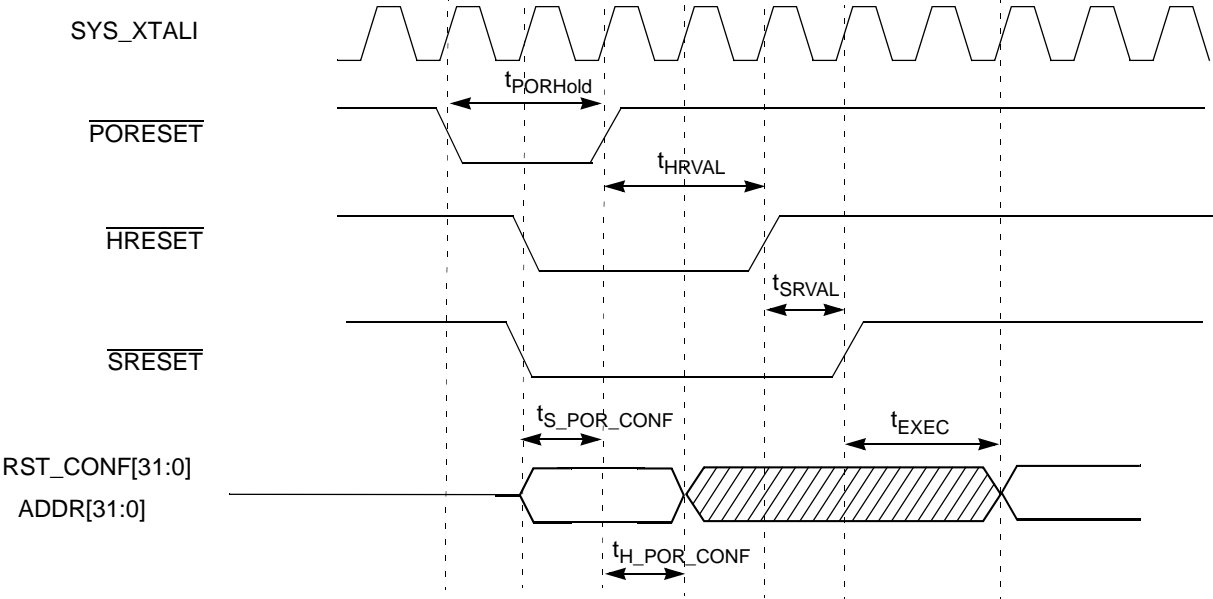 SYS_XTALI
tPORHold
PORESET
tHRVAL
HRESET
tSRVAL
SRESET
tS_POR_CONF
tEXEC
RST_CONF[31:0]
ADDR[31:0]
tH_POR_CONF